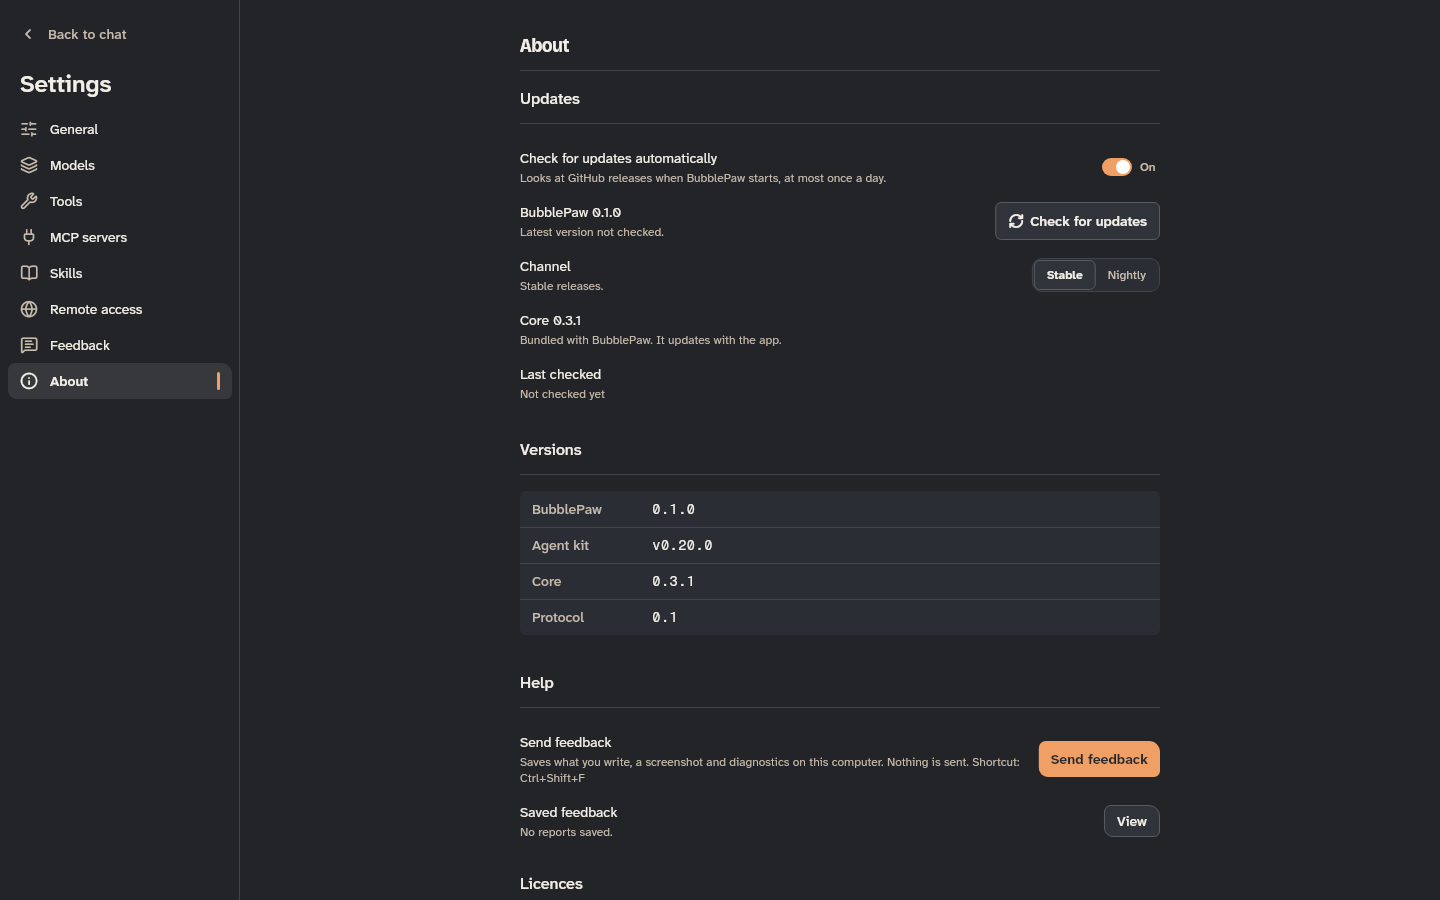 Back to chat
Settings
General
Models
Tools
MCP servers
Skills
Remote access
Feedback
About
About
Updates
Check for updates automatically
Looks at GitHub releases when BubblePaw starts, at most once a day.
On
BubblePaw 0.1.0
Latest version not checked.
Check for updates
Channel
Stable releases.
Stable
Nightly
Core 0.3.1
Bundled with BubblePaw. It updates with the app.
Last checked
Not checked yet
Versions
BubblePaw 0.1.0
Agent kit v0.20.0
Core 0.3.1
Protocol 0.1
Help
Send feedback
Saves what you write, a screenshot and diagnostics on this computer. Nothing is sent. Shortcut:
Ctrl+Shift+F
Send feedback
Saved feedback
No reports saved.
View
Licences